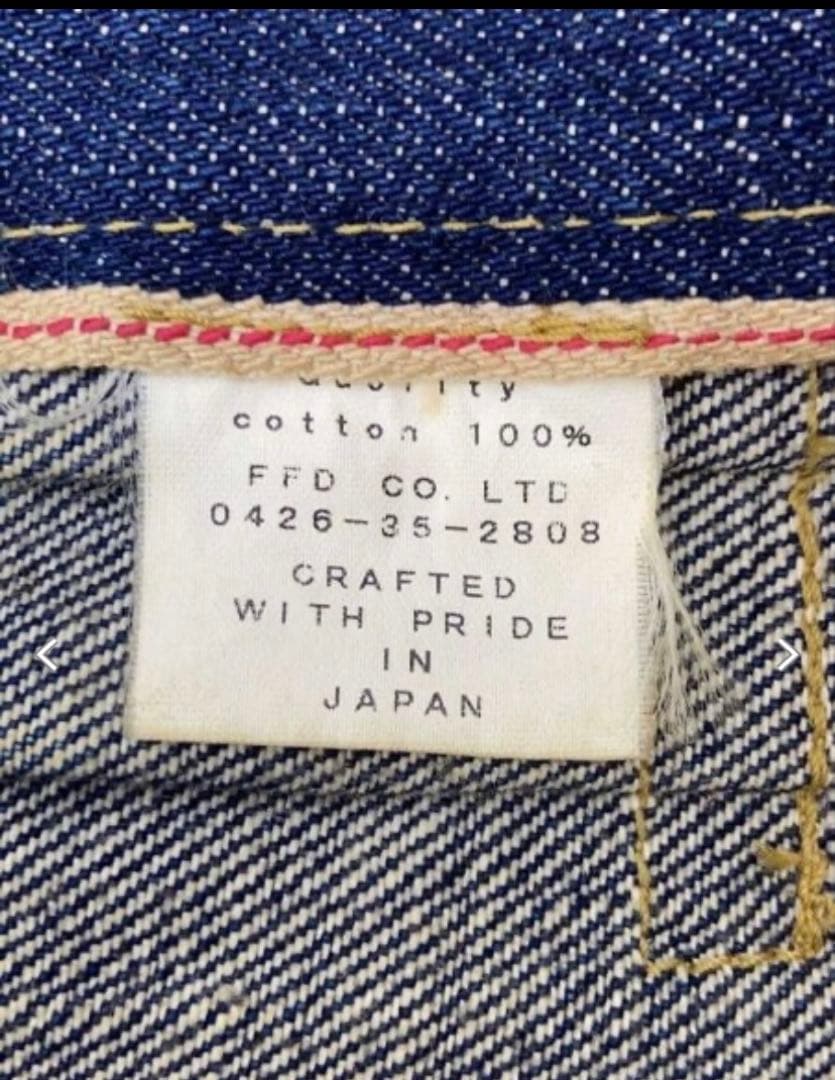 cotton 100%
FFD CO. LTD
0426-35-2808
CRAFTED
WITH PRIDE
IN
JAPAN